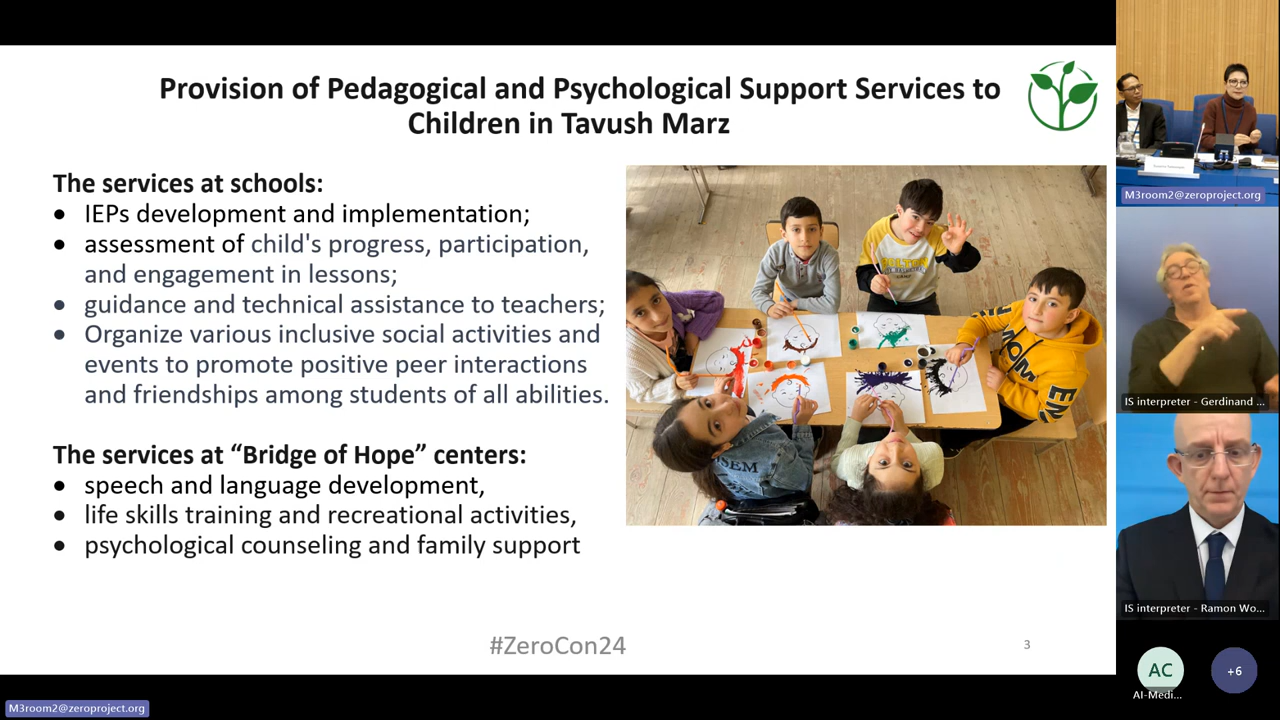 Provision of Pedagogical and Psychological Support Services to
Children in Tavush Marz
The services at schools:
• IEPs development and implementation;
• assessment of child's progress, participation,
and engagement in lessons;
• guidance and technical assistance to teachers;
• Organize various inclusive social activities and
events to promote positive peer interactions
and friendships among students of all abilities.
The services at “Bridge of Hope” centers:
• speech and language development,
• life skills training and recreational activities,
• psychological counseling and family support
#ZeroCon24
3
M3room2@zeroproject.org
IS interpreter - Gerdinand ...
IS interpreter - Ramon Wo...
AC
AI-Medi...
+6
M3room2@zeroproject.org